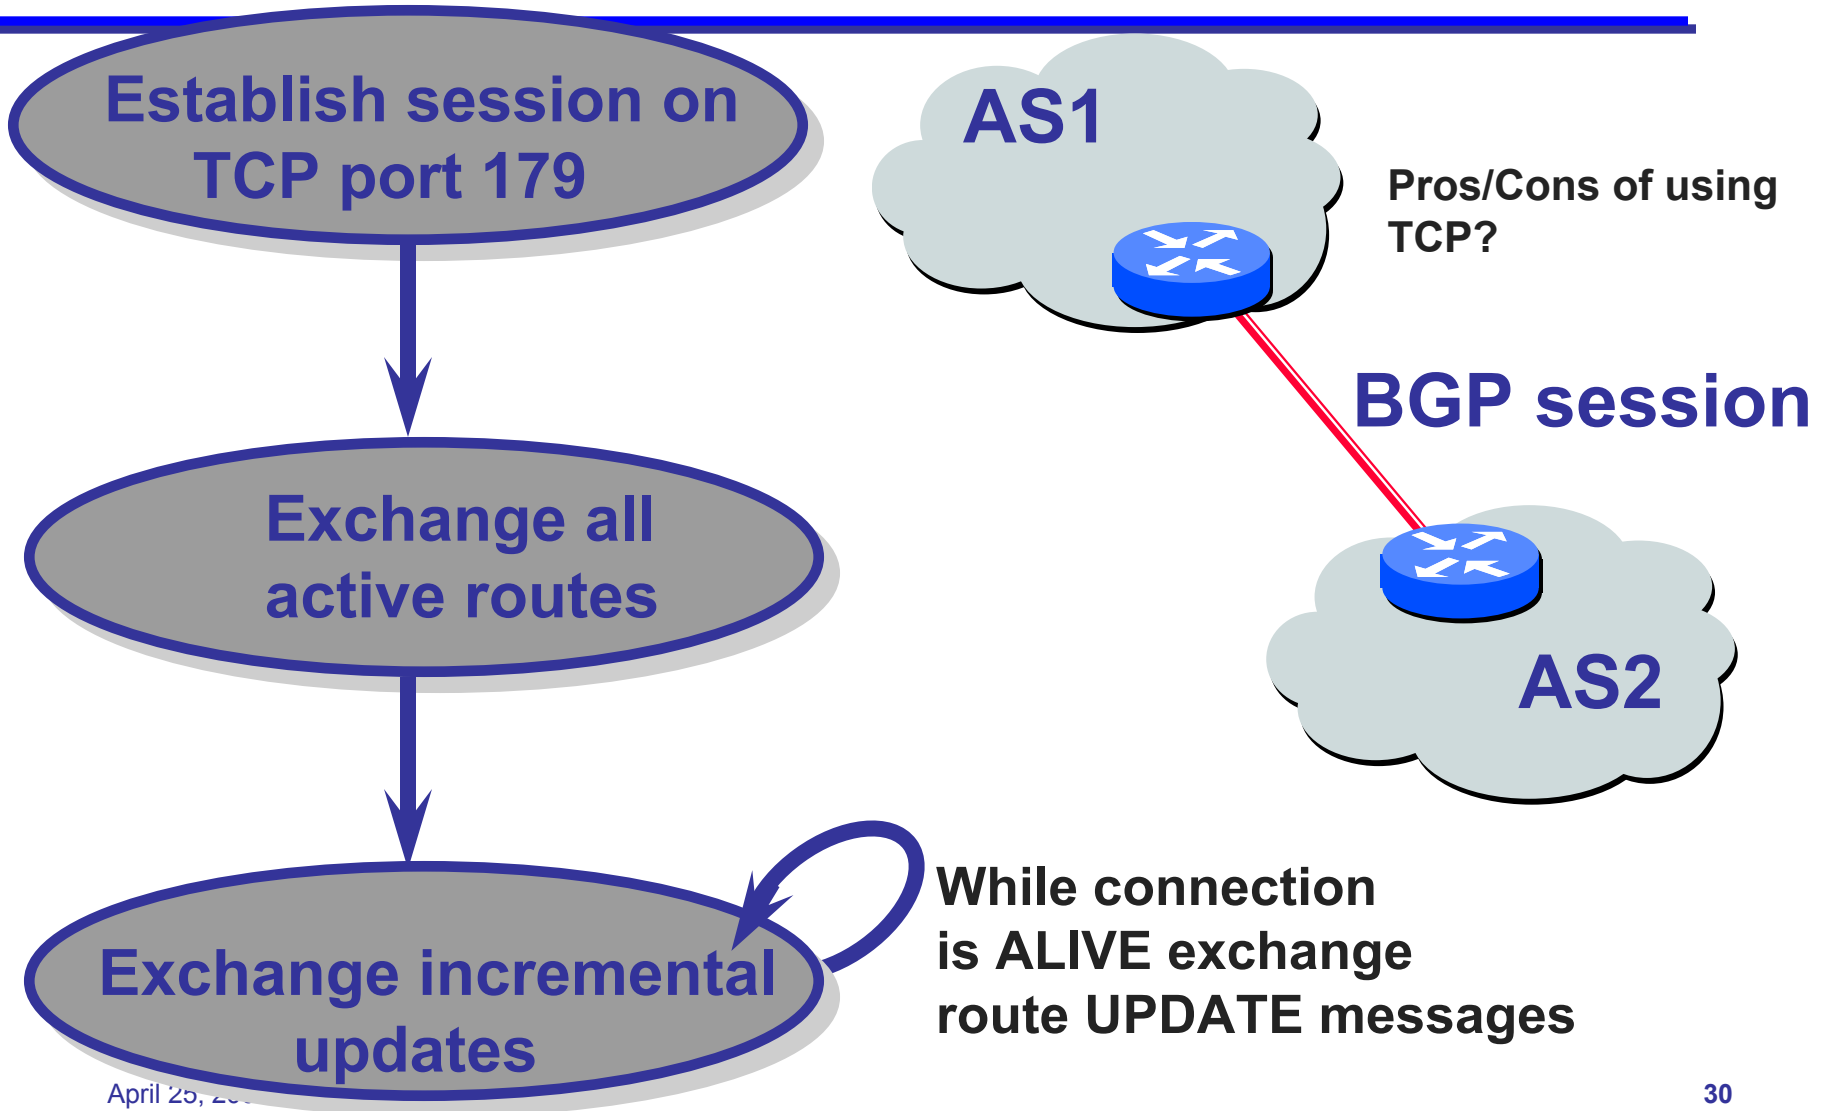 Establish session on
TCP port 179
AS1
Pros/Cons of using
TCP?
BGP session
Exchange all
active routes
AS2
While connection
is ALIVE exchange
route UPDATE messages
Exchange incremental
updates
April 25,
30